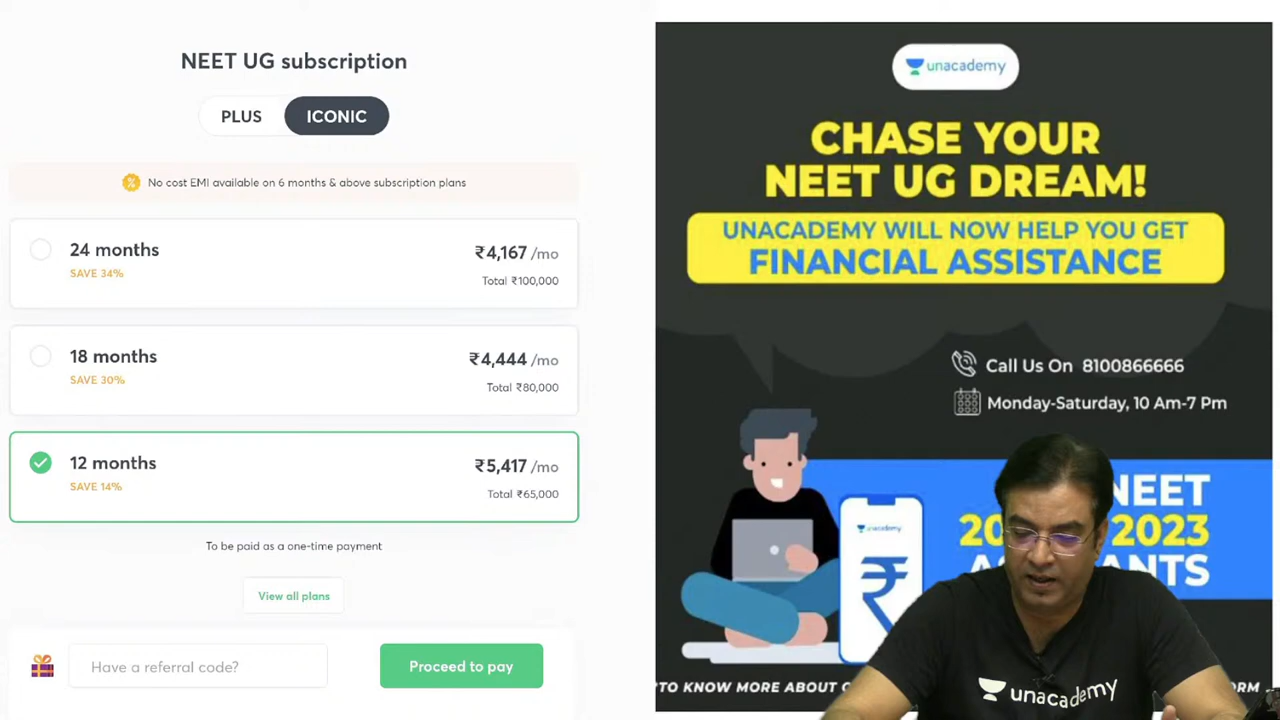 NEET UG subscription
PLUS
ICONIC
No cost EMI available on 6 months & above subscription plans
24 months
₹4,167 /mo
SAVE 34%
Total ₹100,000
18 months
₹4,444 /mo
SAVE 30%
Total ₹80,000
12 months
₹5,417 /mo
SAVE 14%
Total ₹65,000
To be paid as a one-time payment
View all plans
Have a referral code?
Proceed to pay
unacademy
CHASE YOUR
NEET UG DREAM!
UNACADEMY WILL NOW HELP YOU GET
FINANCIAL ASSISTANCE
Call Us On 8100866666
Monday-Saturday, 10 Am-7 Pm
NEET
2023
unacademy
₹
TO KNOW MORE ABOUT
unacademy